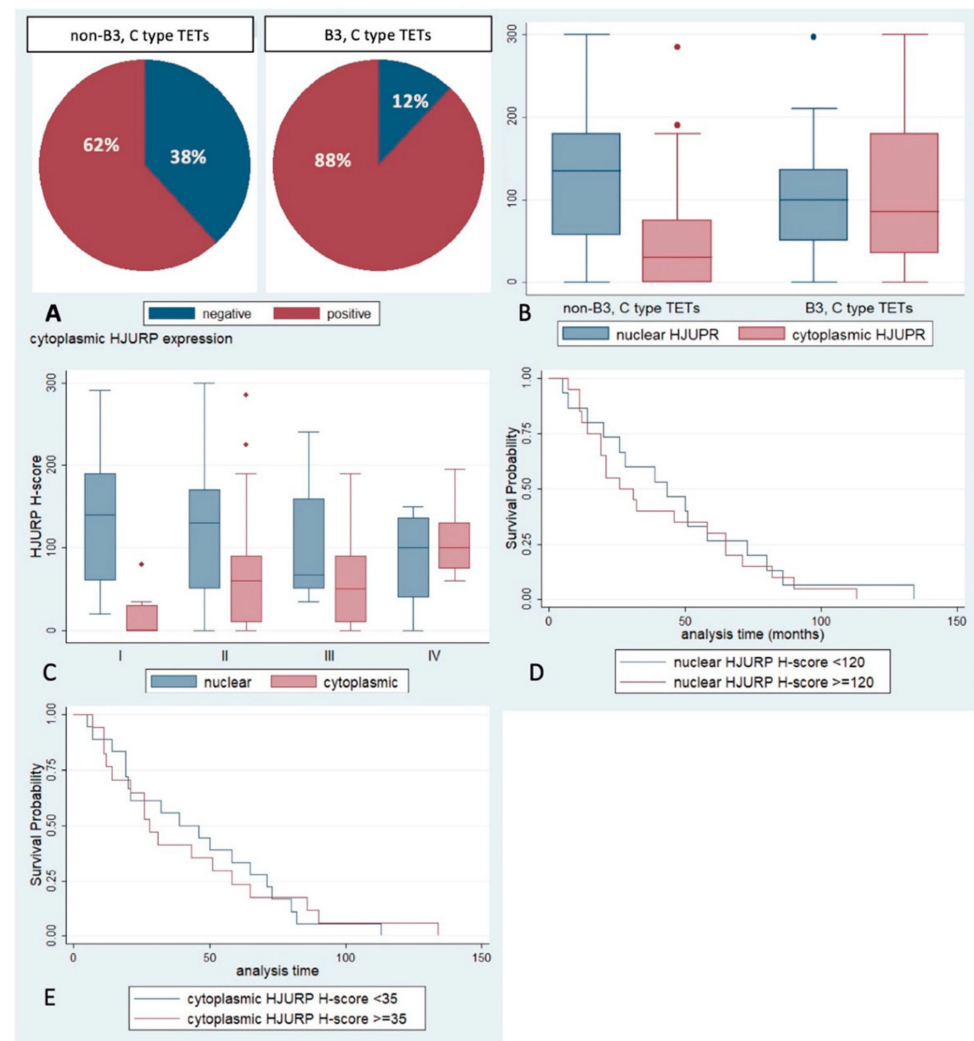 non-B3, C type TETs
B3, C type TETs
62%
38%
88%
12%
A
negative
positive
cytoplasmic HJURP expression
300
200
100
0
non-B3, C type TETs
B3, C type TETs
B
nuclear HJUPR
cytoplasmic HJUPR
HJURP H-score
300
200
100
0
I
II
III
IV
C
nuclear
cytoplasmic
Survival Probability
1.00
0.75
0.50
0.25
0.00
0
50
100
150
analysis time (months)
D
nuclear HJURP H-score <120
nuclear HJURP H-score >=120
Survival Probability
1.00
0.75
0.50
0.25
0.00
0
50
100
150
analysis time
E
cytoplasmic HJURP H-score <35
cytoplasmic HJURP H-score >=35